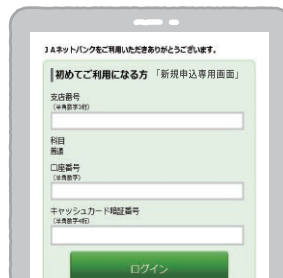 JAネットバンクをご利用いただきありがとうございます。
初めてご利用になる方「新規申込専用画面」
支店番号
(半角数字3桁)
科目
普通
口座番号
(半角数字)
キャッシュカード暗証番号
(半角数字4桁)
ログイン